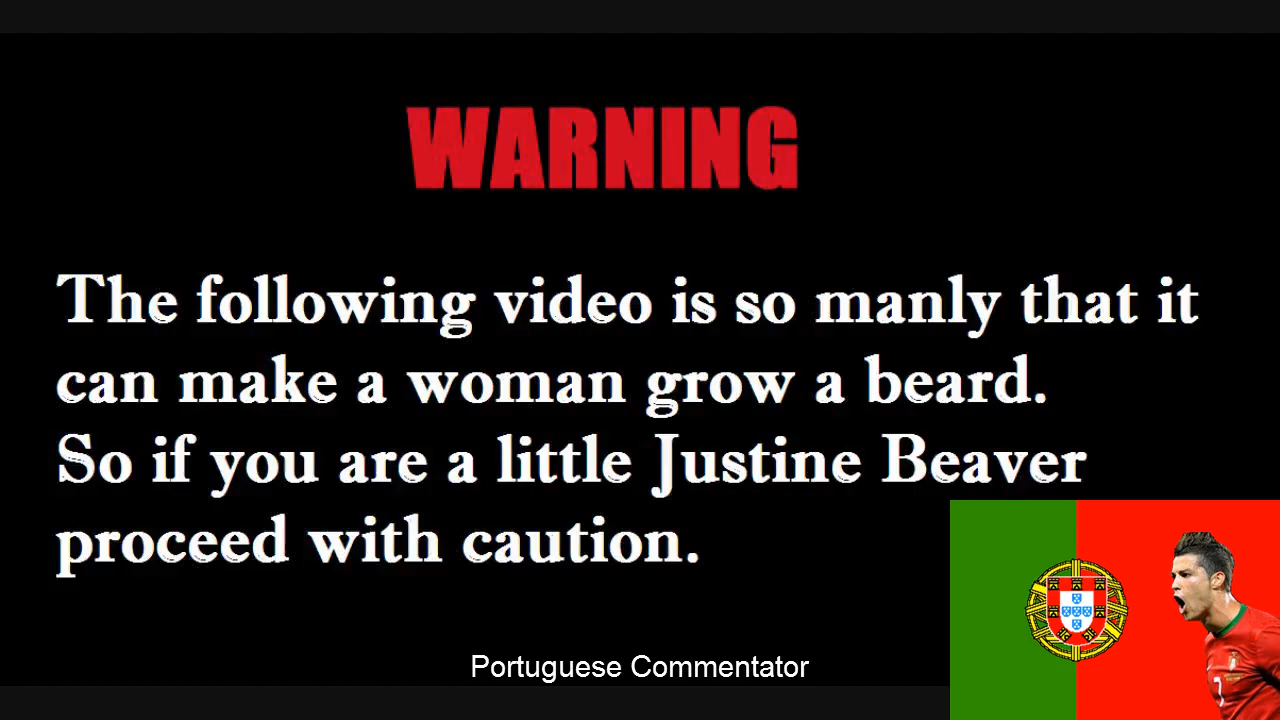 WARNING
The following video is so manly that it
can make a woman grow a beard.
So if you are a little Justine Beaver
proceed with caution.
Portuguese Commentator
7